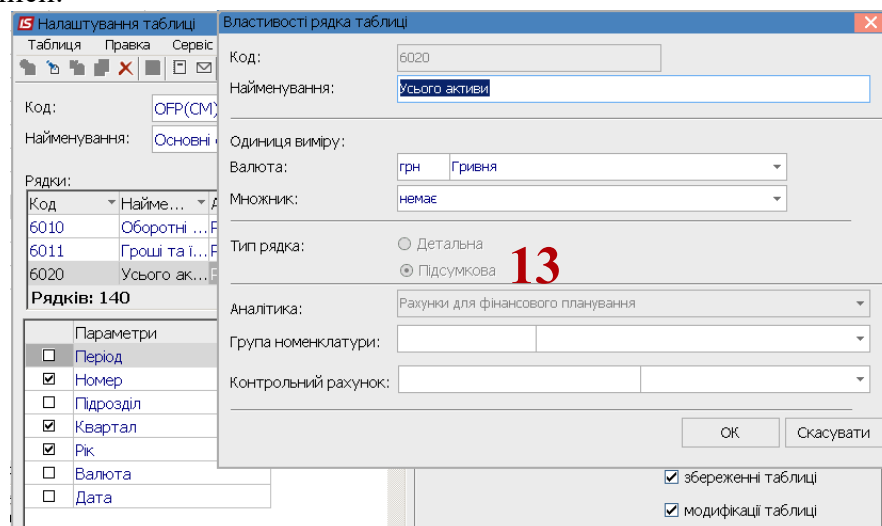 Налаштування таблиці
Таблиця Правка Сервіс
Код: OFP(CM)
Найменування: Основні
Рядки:
Код Найме...
6010 Оборотні ...
6011 Гроші та ї...
6020 Усього ак...
Рядків: 140
Параметри
Період
Номер
Підрозділ
Квартал
Рік
Валюта
Дата
Властивості рядка таблиці
Код: 6020
Найменування: Усього активи
Одиниця виміру:
Валюта: грн Гривня
Множник: немає
Тип рядка: Детальна
Підсумкова
13
Аналітика: Рахунки для фінансового планування
Група номенклатури:
Контрольний рахунок:
ОК Скасувати
збереженні таблиці
модифікації таблиці